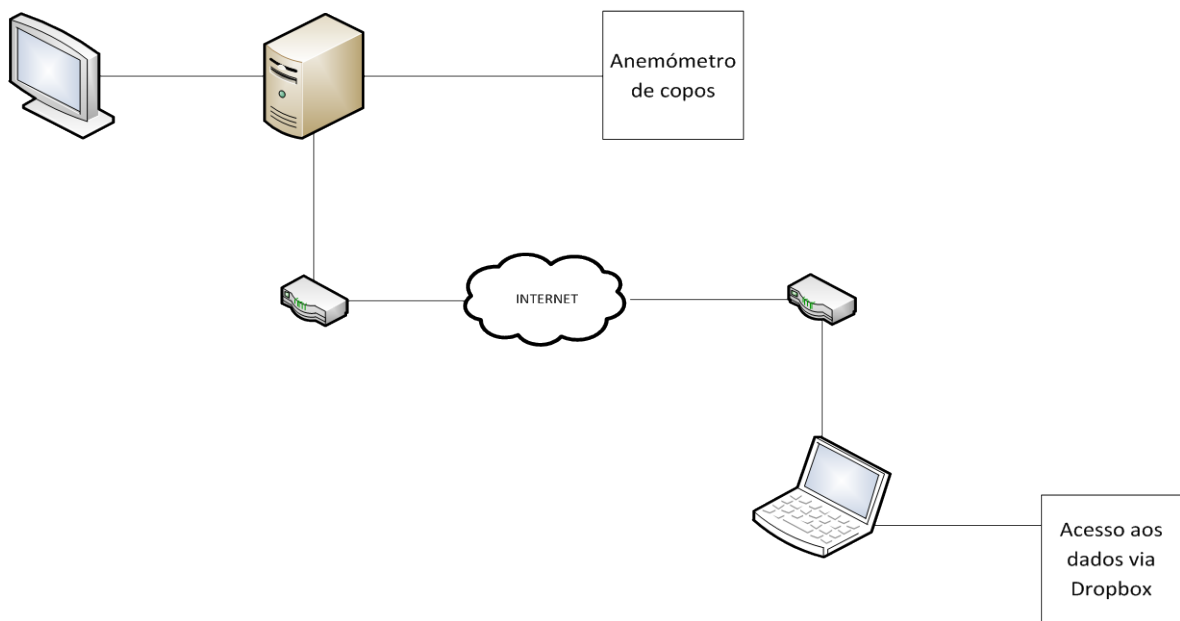 Anemómetro
de copos
INTERNET
Acesso aos
dados via
Dropbox